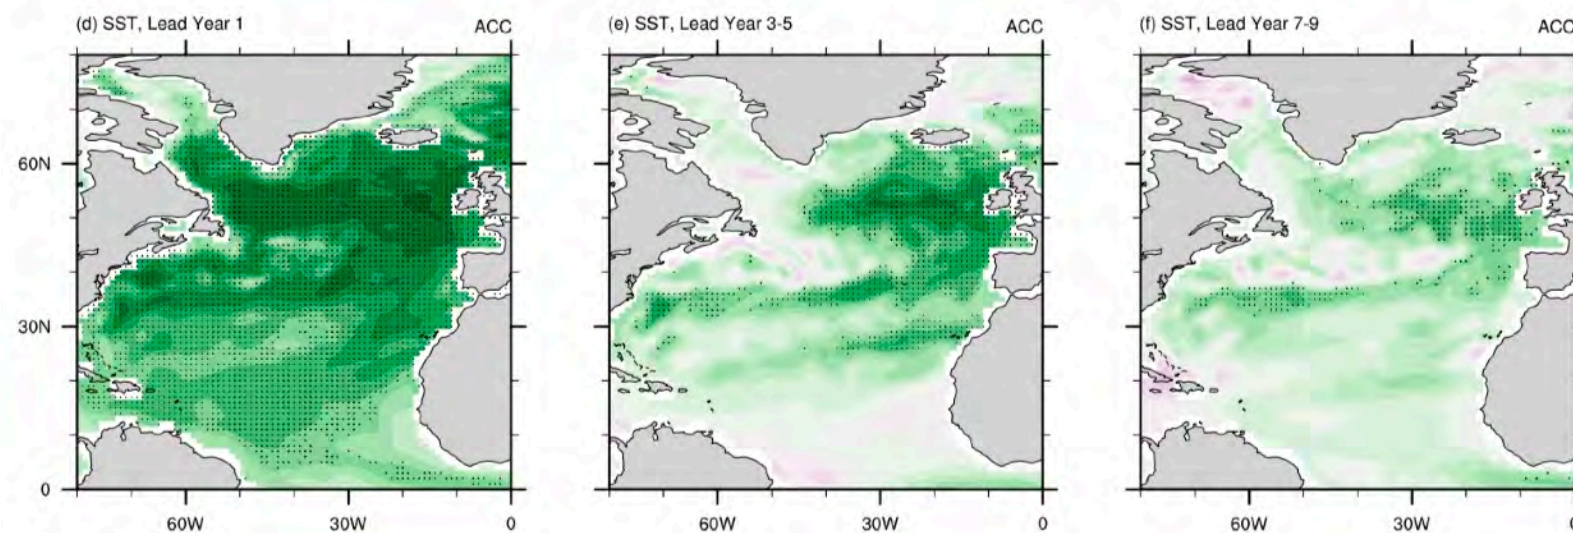 (d) SST, Lead Year 1 ACC
(e) SST, Lead Year 3-5 ACC
(f) SST, Lead Year 7-9 ACC
60N
30N
0
60W 30W 0
60W 30W 0
60W 30W